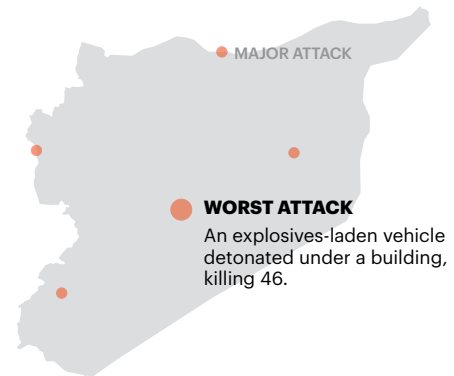 MAJOR ATTACK
WORST ATTACK
An explosives-laden vehicle
detonated under a building,
killing 46.